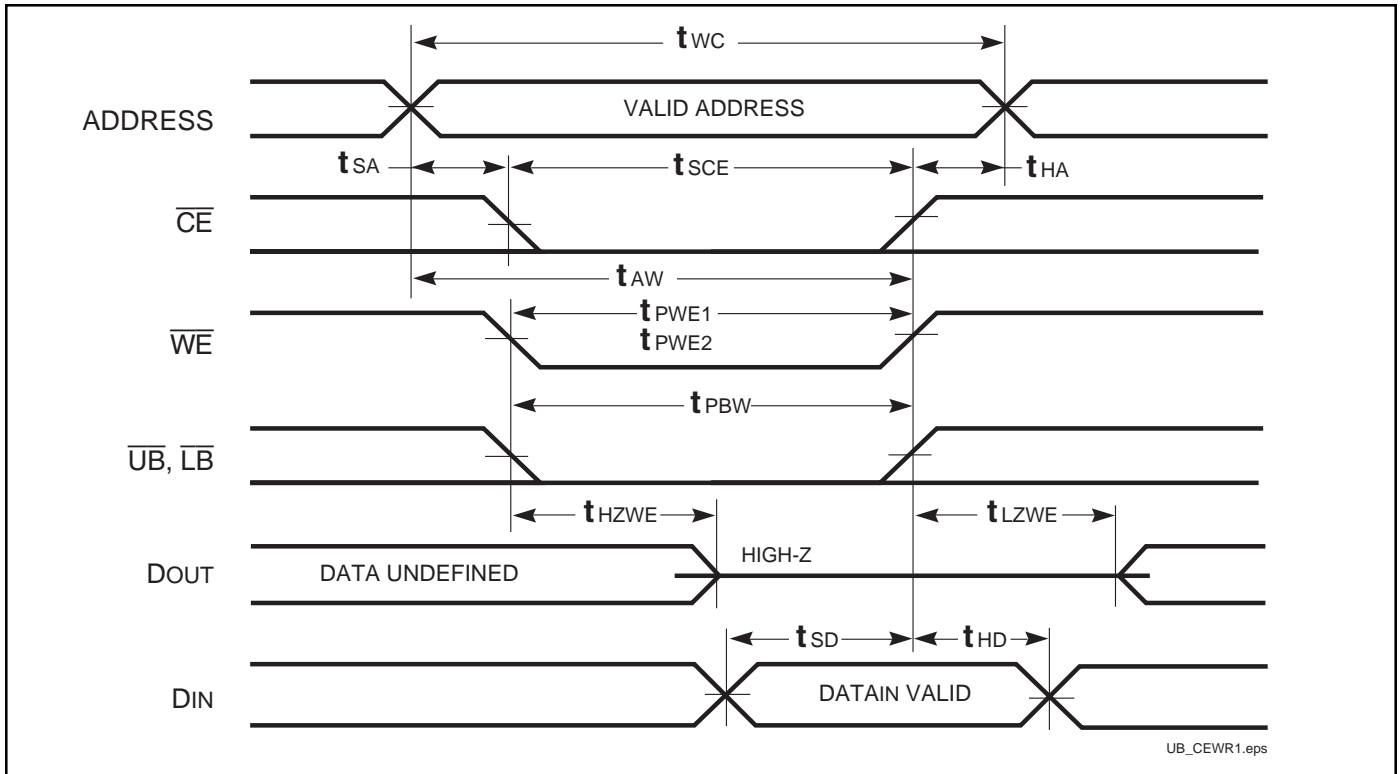 tWC
ADDRESS
VALID ADDRESS
tSA
tSCE
tHA
CE
tAW
WE
tPWE1
tPWE2
tPBW
UB, LB
tHZWE
tLZWE
DOUT
DATA UNDEFINED
HIGH-Z
tSD
tHD
DIN
DATAIN VALID
UB_CEWR1.eps